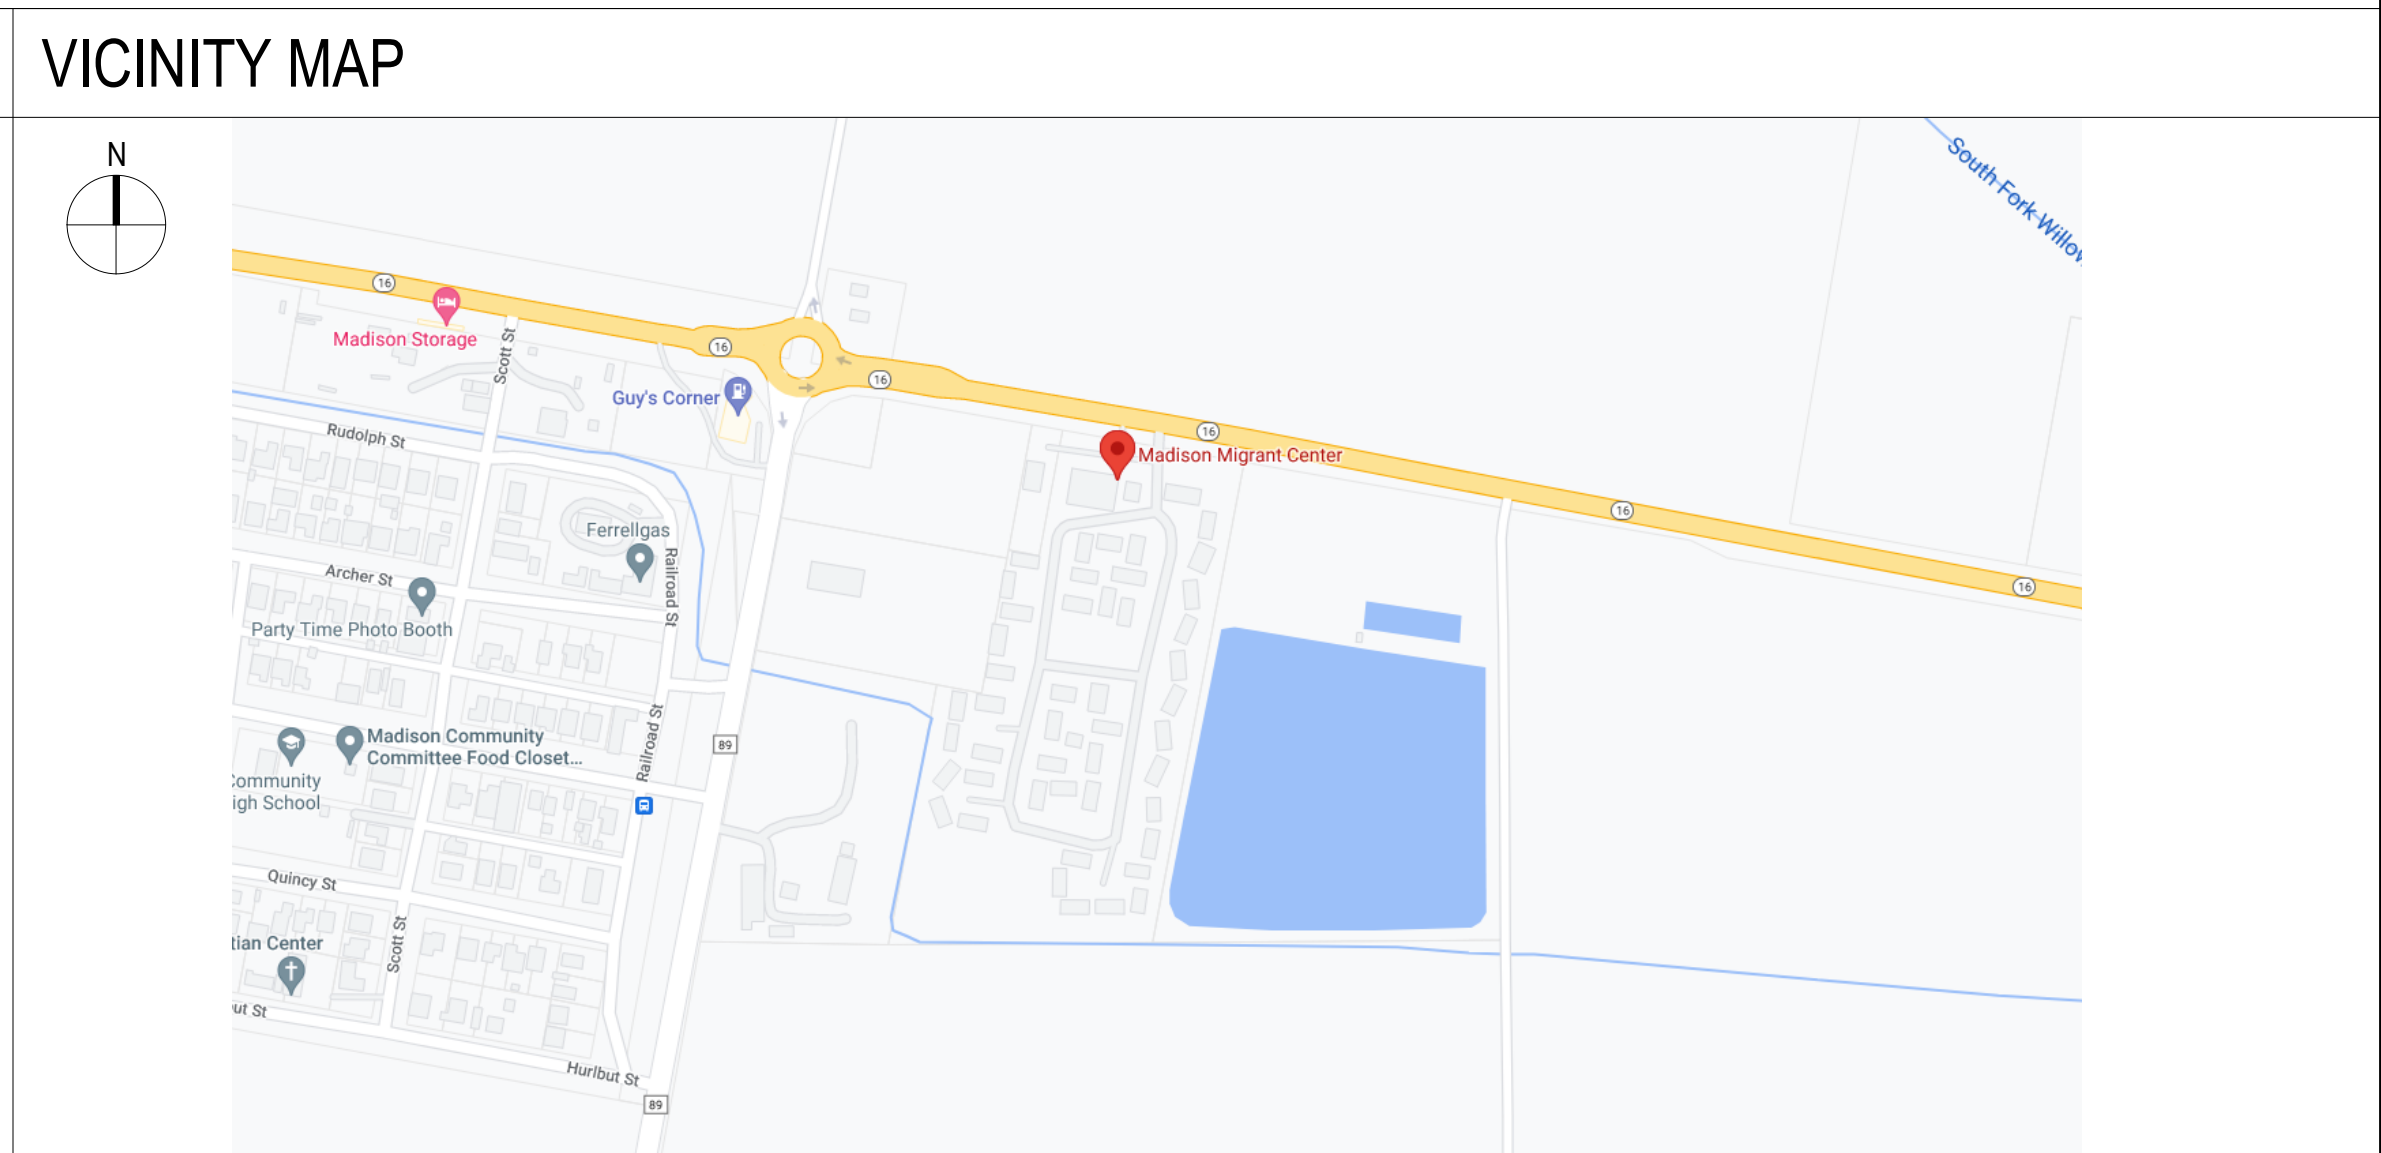 VICINITY MAP
N
South Fork Willow
16
Madison Storage
Scott St
16
16
Guy's Corner
16
Madison Migrant Center
Rudolph St
16
Ferrellgas
Railroad St
Archer St
16
Party Time Photo Booth
Railroad St
89
Madison Community
Committee Food Closet...
Community
igh School
Quincy St
Scott St
tian Center
ut St
Hurlbut St
89